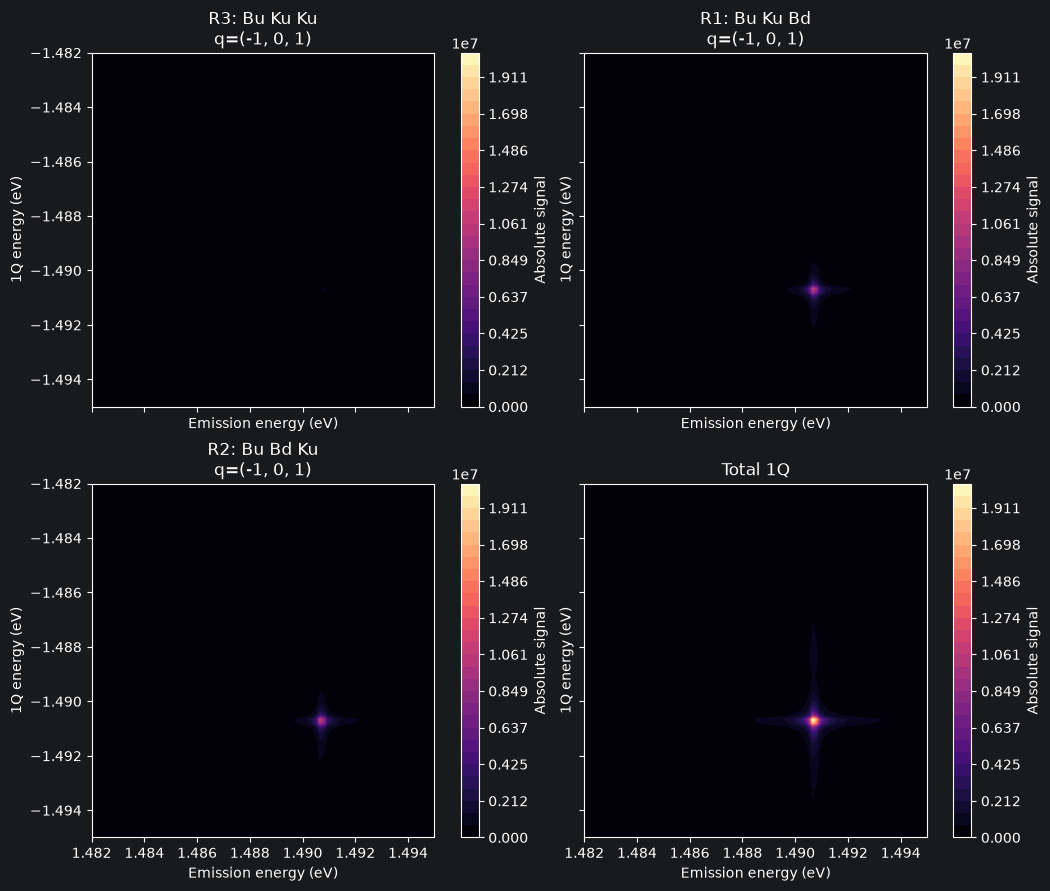 R3: Bu Ku Ku
q=(-1, 0, 1)
1e7
−1.482
−1.484
−1.486
−1.488
−1.490
−1.492
−1.494
1Q energy (eV)
Emission energy (eV)
1.911
1.698
1.486
1.274
1.061
0.849
0.637
0.425
0.212
0.000
Absolute signal
R1: Bu Ku Bd
q=(-1, 0, 1)
1e7
1Q energy (eV)
Emission energy (eV)
1.911
1.698
1.486
1.274
1.061
0.849
0.637
0.425
0.212
0.000
Absolute signal
R2: Bu Bd Ku
q=(-1, 0, 1)
1e7
−1.482
−1.484
−1.486
−1.488
−1.490
−1.492
−1.494
1Q energy (eV)
1.482 1.484 1.486 1.488 1.490 1.492 1.494
Emission energy (eV)
1.911
1.698
1.486
1.274
1.061
0.849
0.637
0.425
0.212
0.000
Absolute signal
Total 1Q
1e7
1Q energy (eV)
1.482 1.484 1.486 1.488 1.490 1.492 1.494
Emission energy (eV)
1.911
1.698
1.486
1.274
1.061
0.849
0.637
0.425
0.212
0.000
Absolute signal